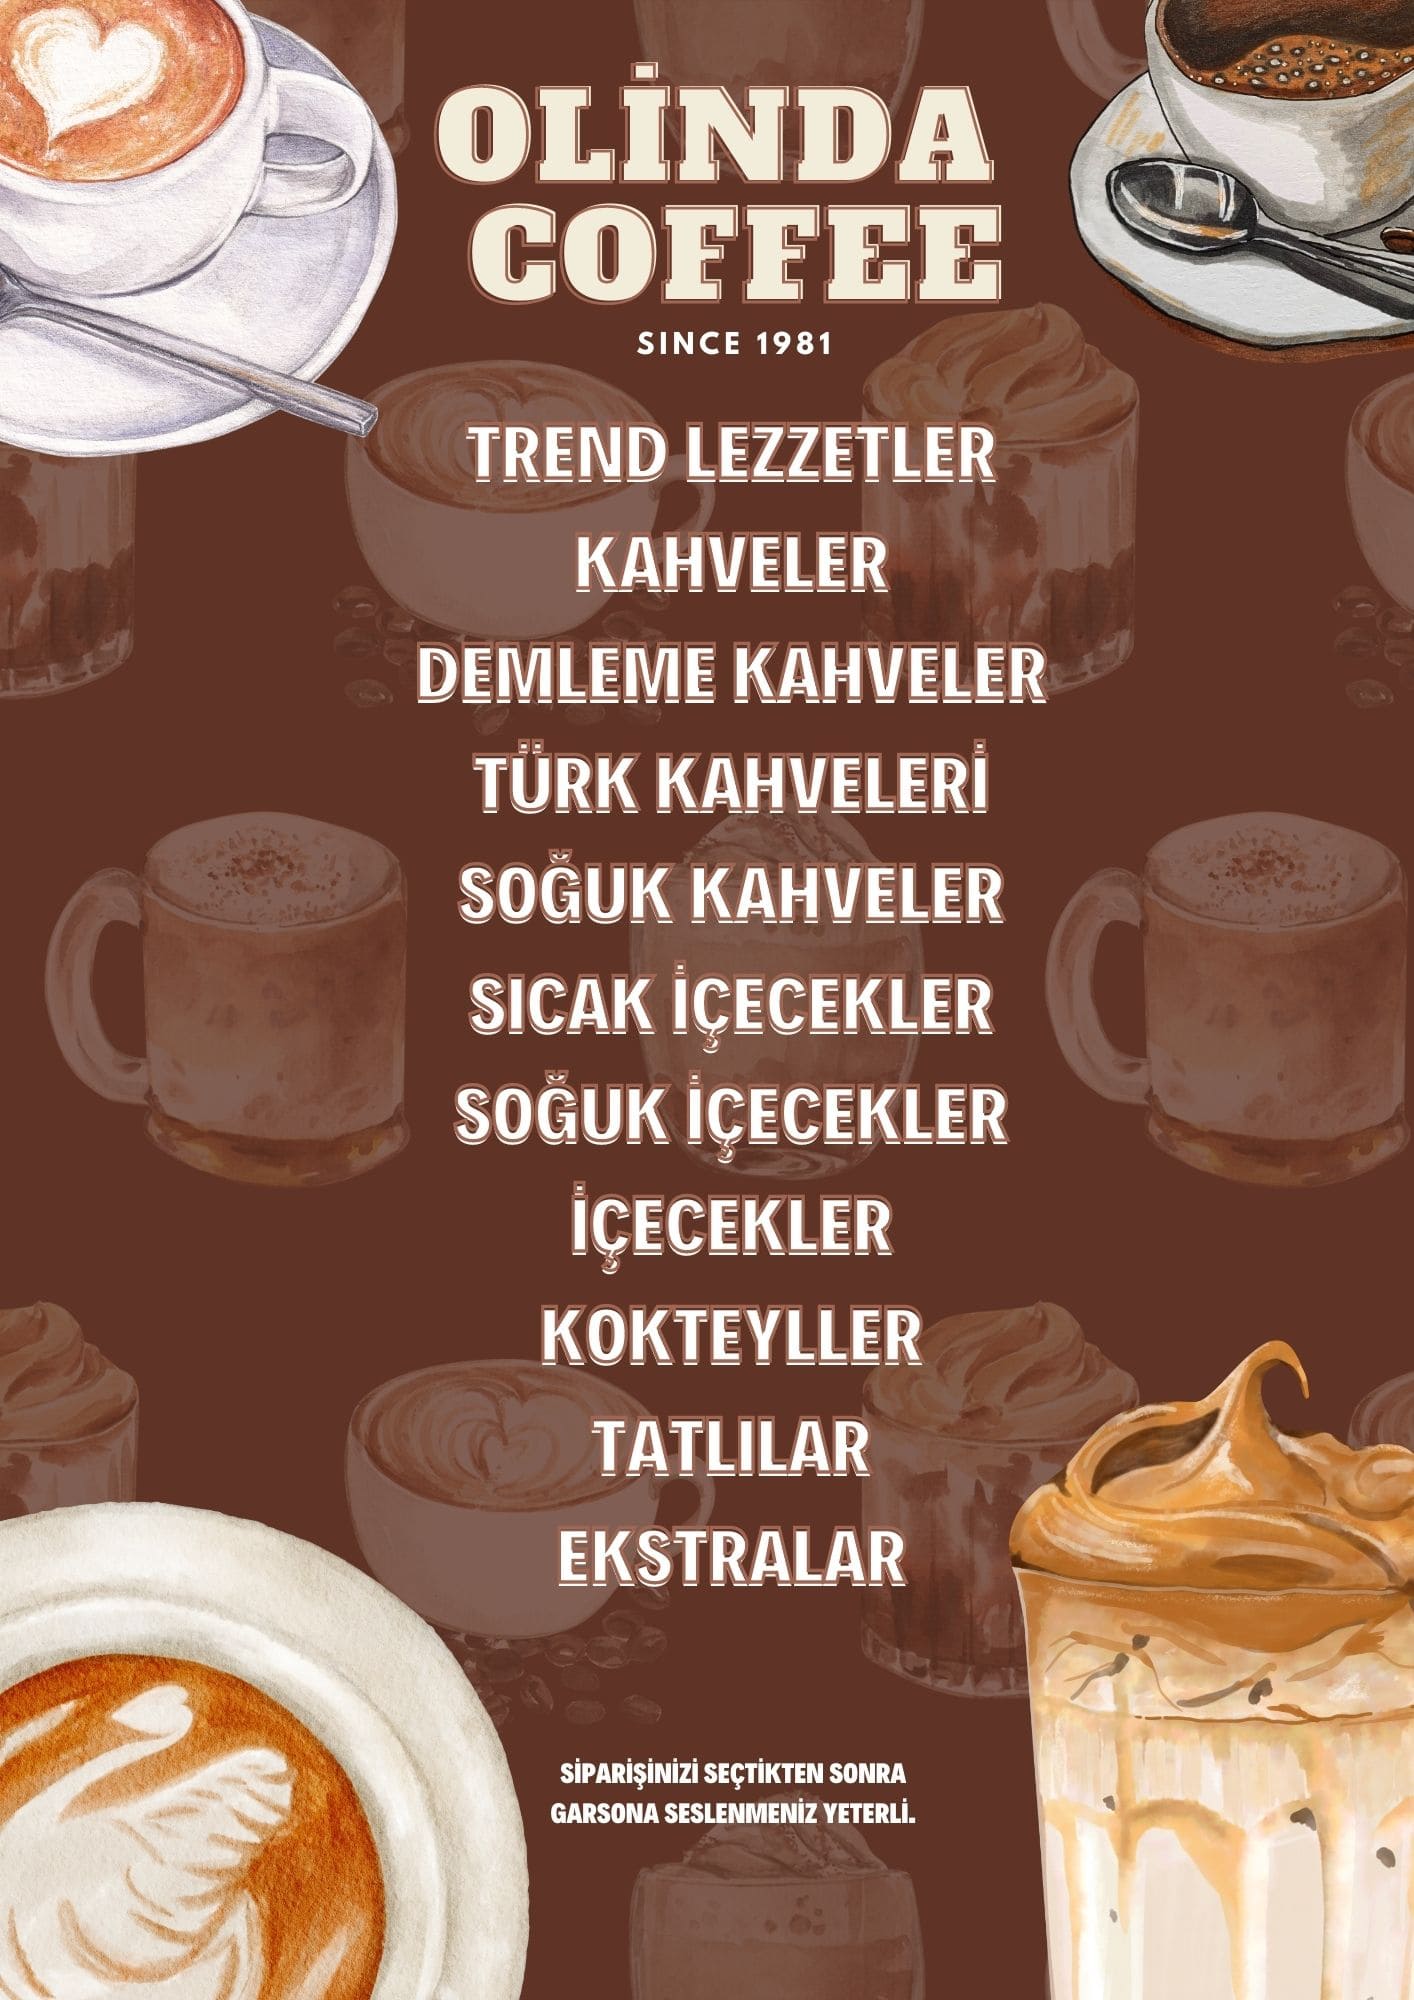 OLİNDA
COFFEE
SINCE 1981
TREND LEZZETLER
KAHVELER
DEMLEME KAHVELER
TÜRK KAHVELERİ
SOĞUK KAHVELER
SICAK İÇECEKLER
SOĞUK İÇECEKLER
İÇECEKLER
KOKTEYLLER
TATLILAR
EKSTRALAR
SİPARİŞİNİZİ SEÇTİKTEN SONRA
GARSONA SESLENMENİZ YETERLİ.